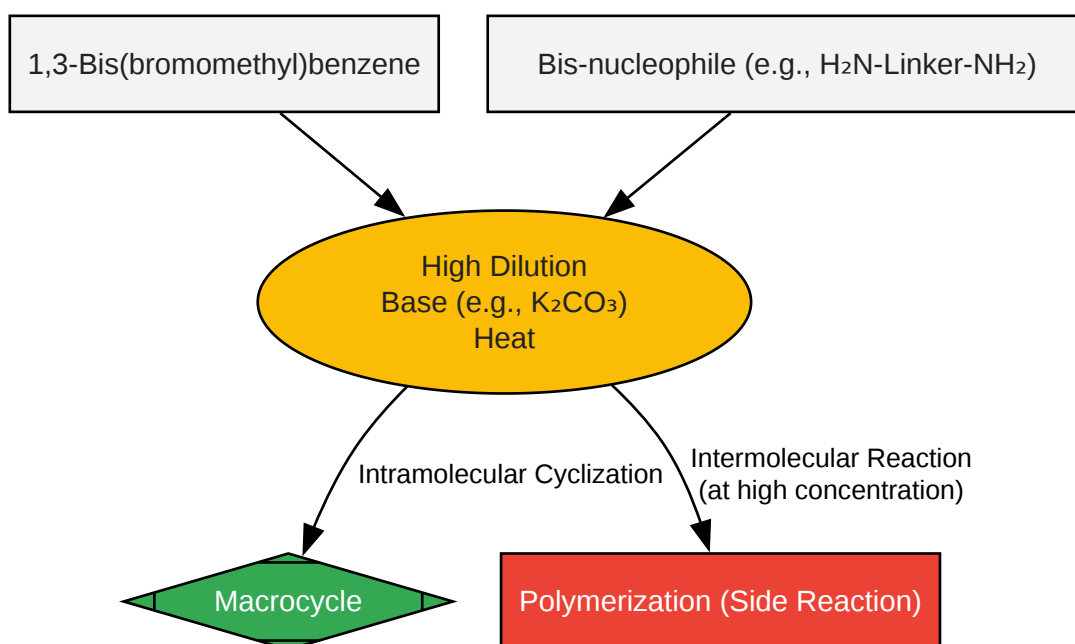 1,3-Bis(bromomethyl)benzene
Bis-nucleophile (e.g., H₂N-Linker-NH₂)
High Dilution
Base (e.g., K₂CO₃)
Heat
Intramolecular Cyclization
Intermolecular Reaction
(at high concentration)
Macrocycle
Polymerization (Side Reaction)